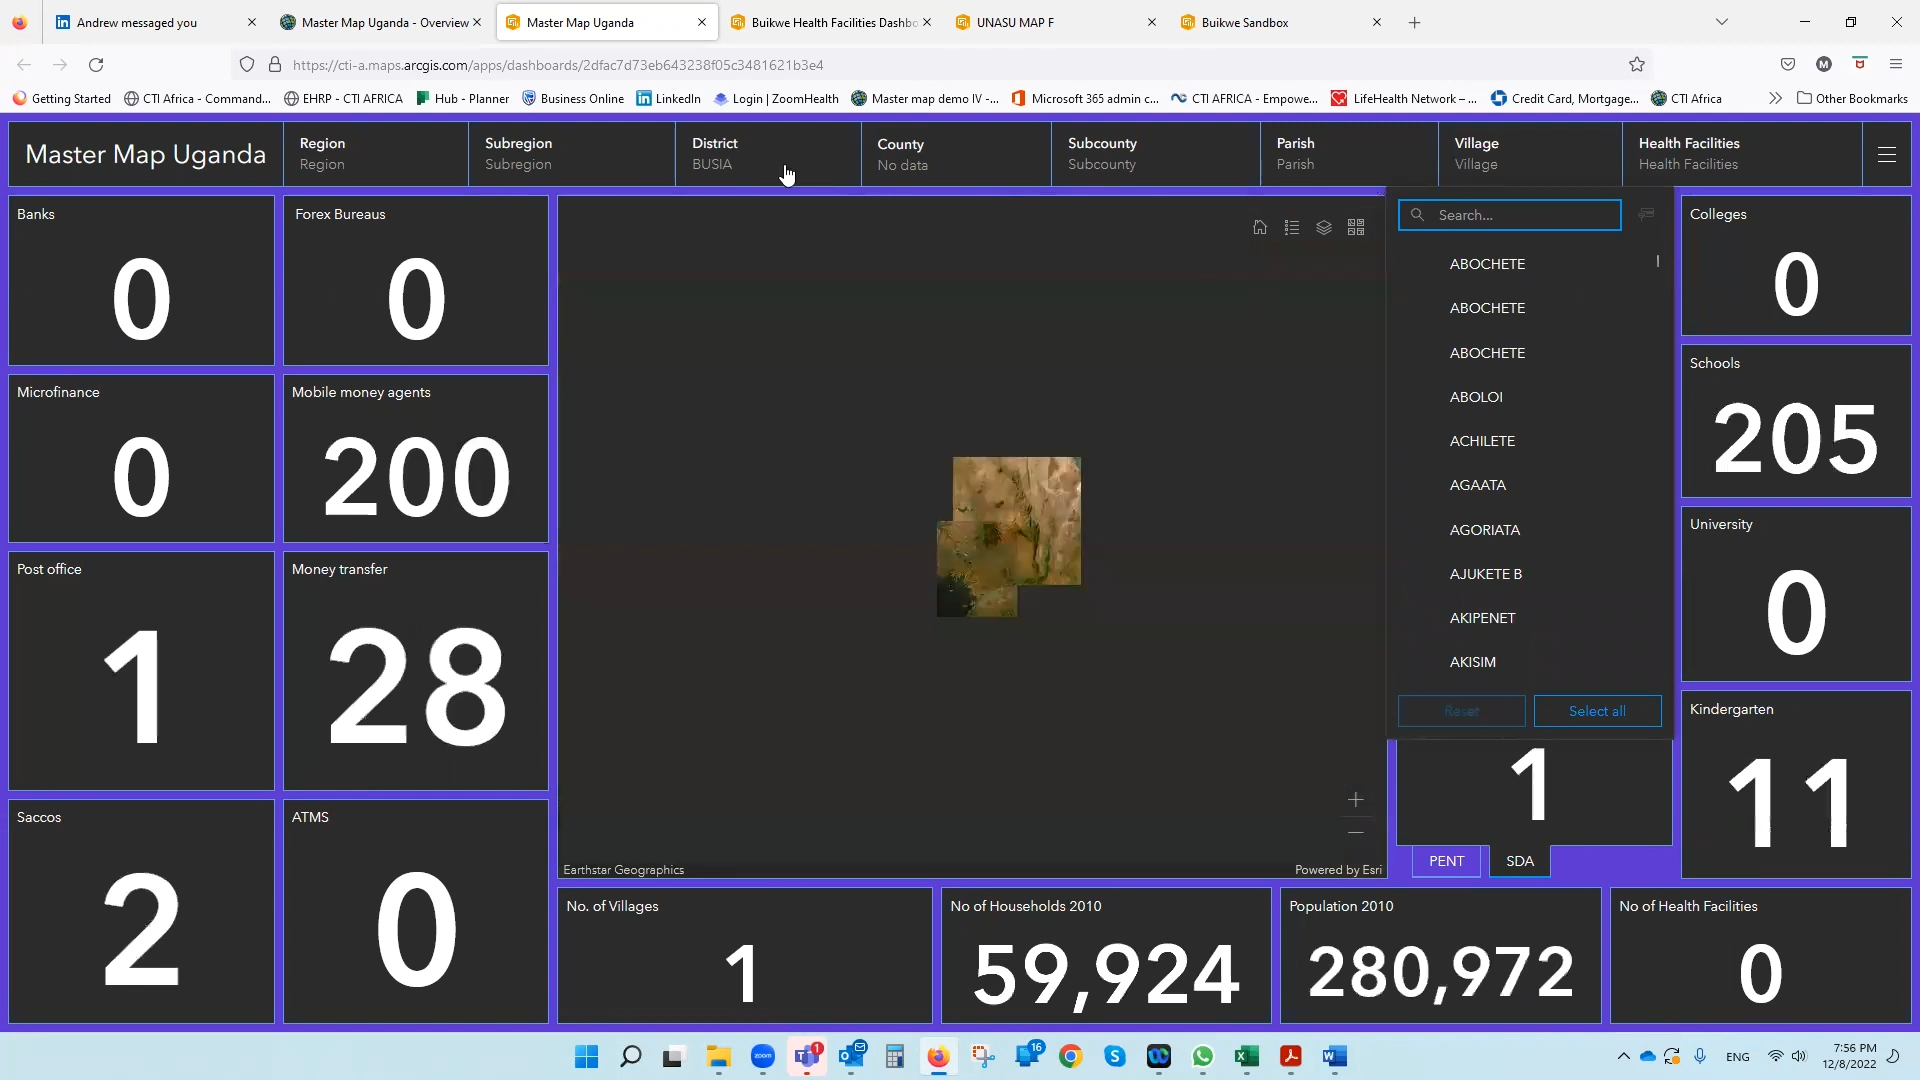 Andrew messaged you
Master Map Uganda - Overview
Master Map Uganda
Buikwe Health Facilities Dashbo
UNASU MAP F
Buikwe Sandbox
https://cti-a.maps.arcgis.com/apps/dashboards/2dfac7d73eb643238f05c3481621b3e4
Getting Started
CTI Africa - Command...
EHRP - CTI AFRICA
Hub - Planner
Business Online
LinkedIn
Login | ZoomHealth
Master map demo IV -...
Microsoft 365 admin c...
CTI AFRICA - Empowe...
LifeHealth Network – ...
Credit Card, Mortgage...
CTI Africa
Other Bookmarks
Master Map Uganda
Region
Region
Subregion
Subregion
District
BUSIA
County
No data
Subcounty
Subcounty
Parish
Parish
Village
Village
Health Facilities
Health Facilities
Banks
0
Forex Bureaus
0
Microfinance
0
Mobile money agents
200
Post office
1
Money transfer
28
Saccos
2
ATMS
0
Earthstar Geographics
Powered by Esri
Search...
ABOCHETE
ABOCHETE
ABOCHETE
ABOLOI
ACHILETE
AGAATA
AGORIATA
AJUKETE B
AKIPENET
AKISIM
Reset
Select all
1
PENT
SDA
Colleges
0
Schools
205
University
0
Kindergarten
11
No. of Villages
1
No of Households 2010
59,924
Population 2010
280,972
No of Health Facilities
0
zoom
1
16
ENG
7:56 PM
12/8/2022